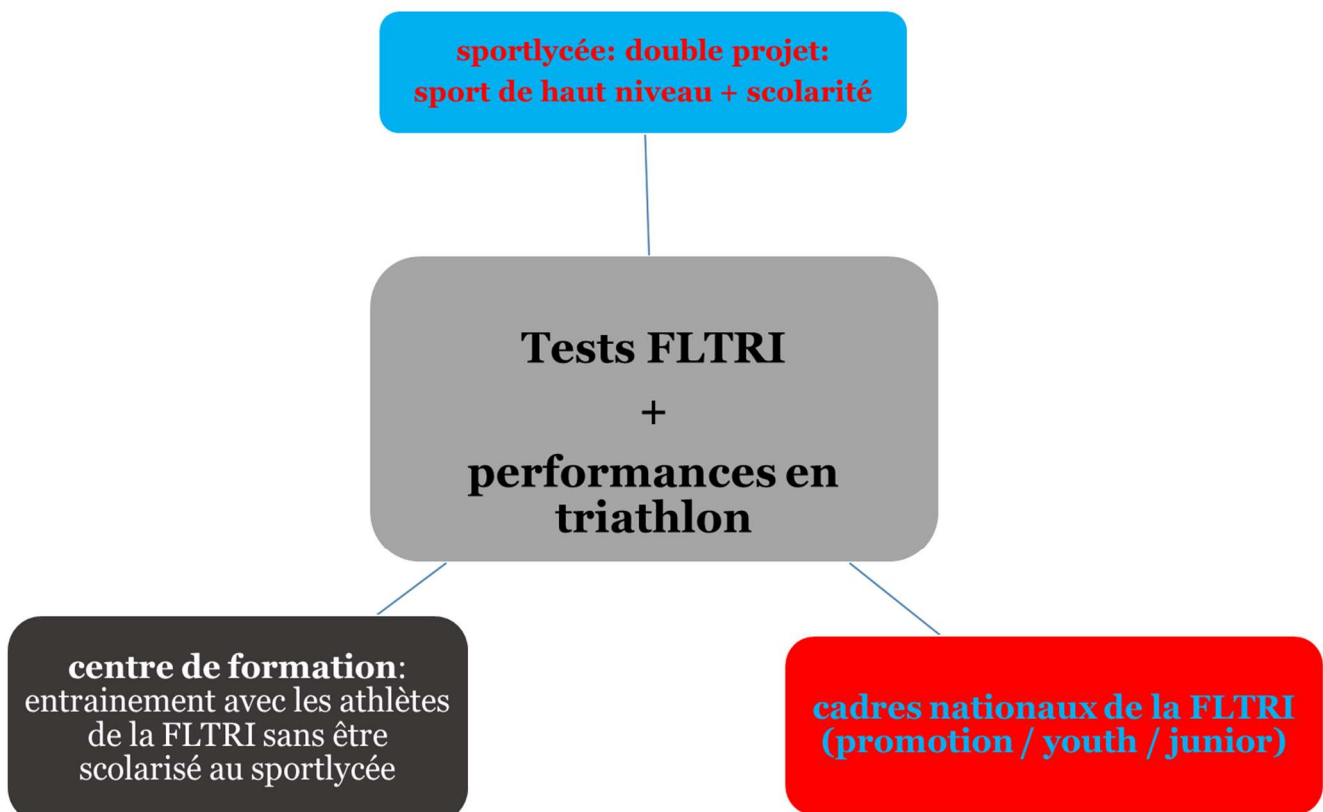 sportlycée: double projet:
sport de haut niveau + scolarité
Tests FLTRI
+
performances en
triathlon
centre de formation:
entrainement avec les athlètes
de la FLTRI sans être
scolarisé au sportlycée
cadres nationaux de la FLTRI
(promotion / youth / junior)